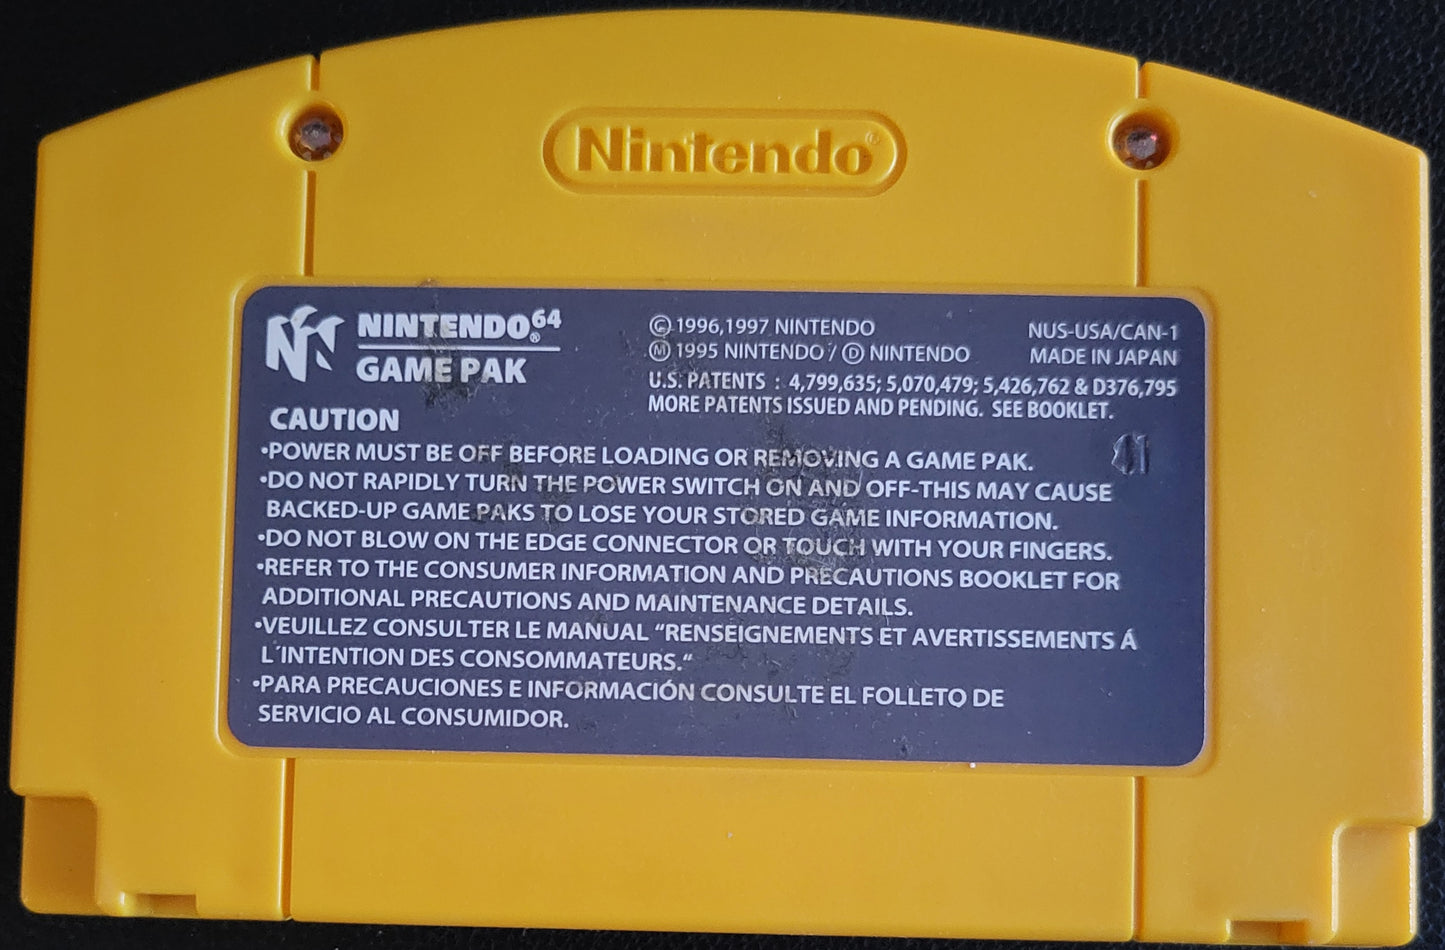 Nintendo®
NINTENDO®64
GAME PAK
©1996,1997 NINTENDO
Ⓜ 1995 NINTENDO / Ⓓ NINTENDO
NUS-USA/CAN-1
MADE IN JAPAN
U.S. PATENTS : 4,799,635; 5,070,479; 5,426,762 & D376,795
MORE PATENTS ISSUED AND PENDING. SEE BOOKLET.
CAUTION
41
•POWER MUST BE OFF BEFORE LOADING OR REMOVING A GAME PAK.
•DO NOT RAPIDLY TURN THE POWER SWITCH ON AND OFF-THIS MAY CAUSE
BACKED-UP GAME PAKS TO LOSE YOUR STORED GAME INFORMATION.
•DO NOT BLOW ON THE EDGE CONNECTOR OR TOUCH WITH YOUR FINGERS.
•REFER TO THE CONSUMER INFORMATION AND PRECAUTIONS BOOKLET FOR
ADDITIONAL PRECAUTIONS AND MAINTENANCE DETAILS.
•VEUILLEZ CONSULTER LE MANUAL “RENSEIGNEMENTS ET AVERTISSEMENTS Á
L´INTENTION DES CONSOMMATEURS.“
•PARA PRECAUCIONES E INFORMACIÓN CONSULTE EL FOLLETO DE
SERVICIO AL CONSUMIDOR.